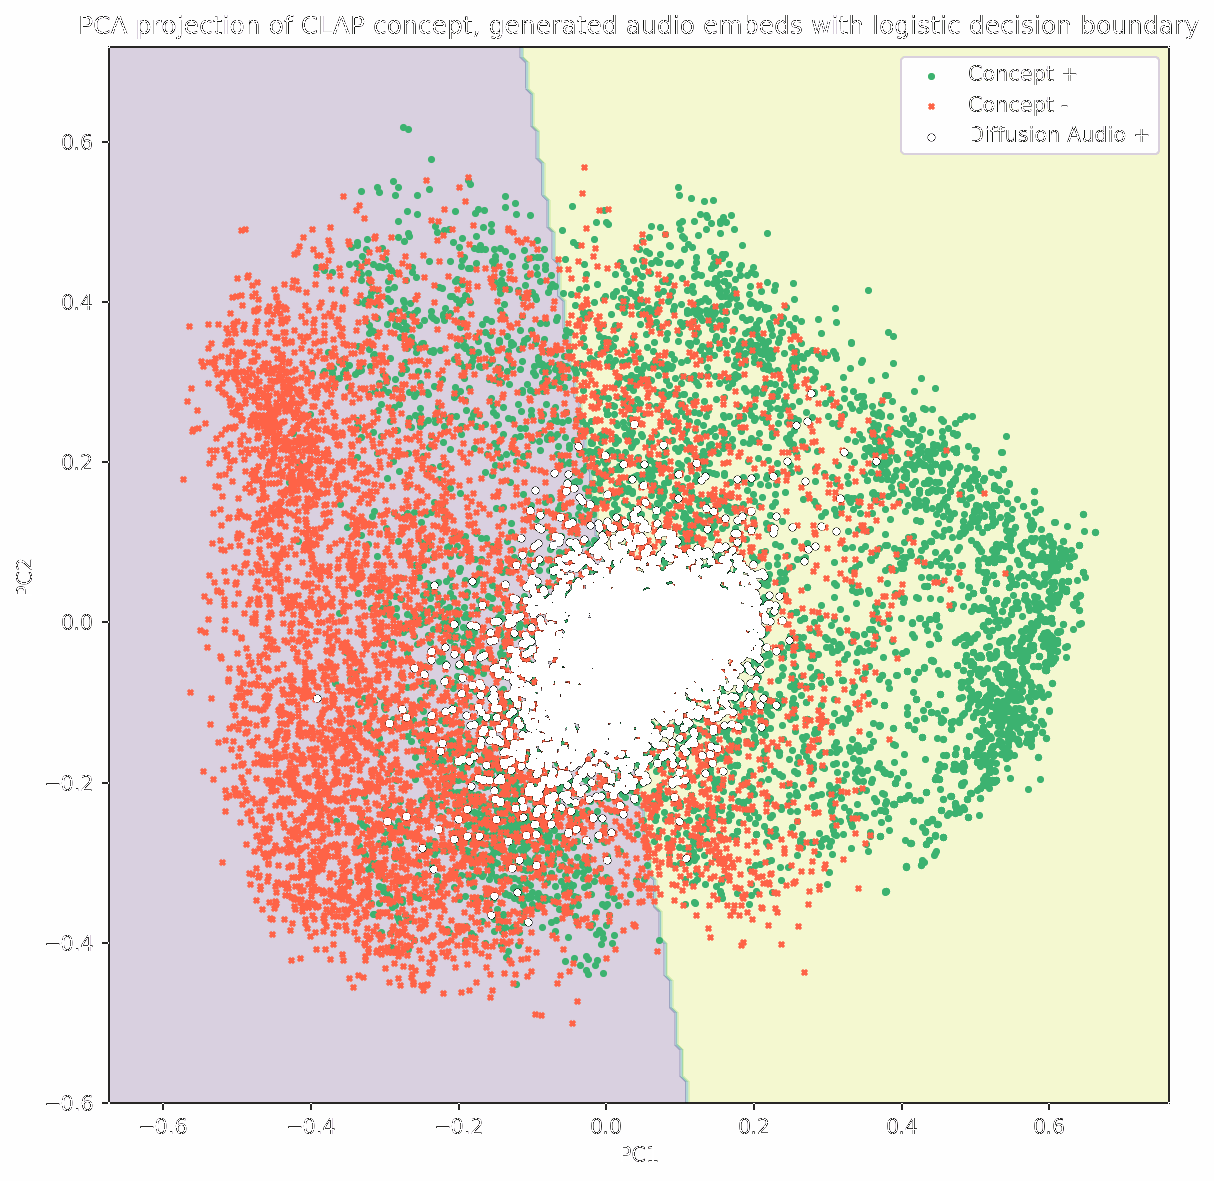 PCA projection of CLAP concept, generated audio embeds with logistic decision boundary
Concept +
Concept -
Diffusion Audio +
0.6
0.4
0.2
0.0
−0.2
−0.4
−0.6
PC2
−0.6
−0.4
−0.2
0.0
0.2
0.4
0.6
PC1